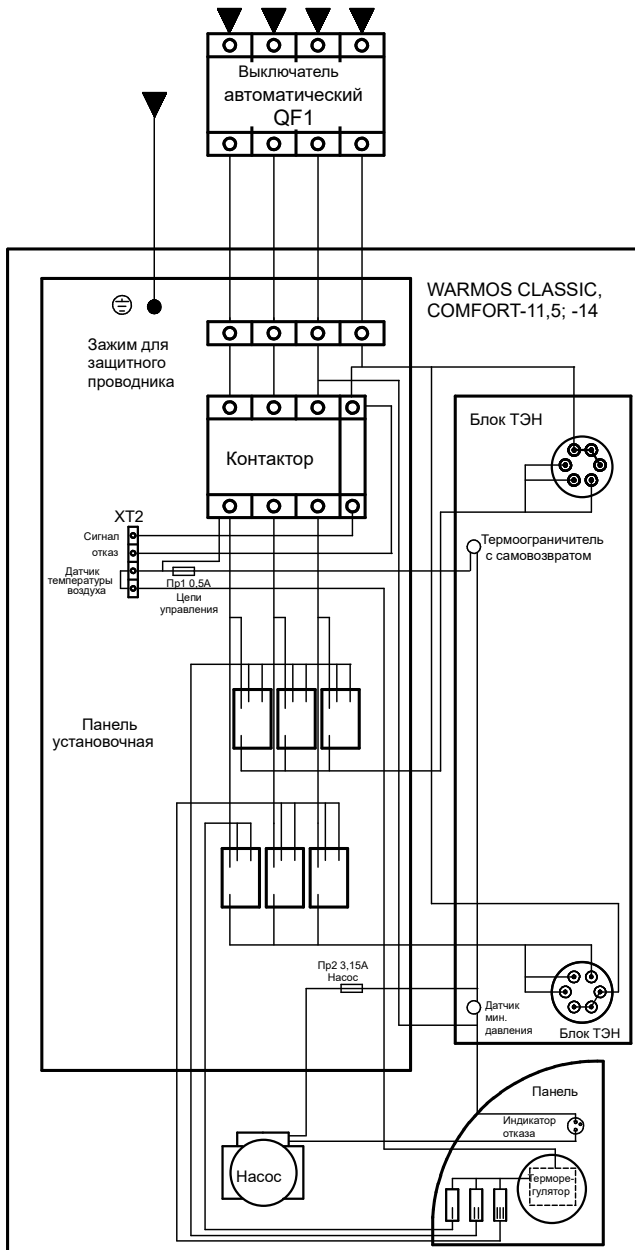 Выключатель
автоматический
QF1
WARMOS CLASSIC,
COMFORT-11,5; -14
Зажим для
защитного
проводника
Блок ТЭН
Контактор
XT2
Сигнал
отказ
Датчик
температуры
воздуха
Пр1 0,5А
Цепи
управления
Термоограничитель
с самовозвратом
Панель
установочная
Пр2 3,15А
Насос
Датчик
мин.
давления
Блок ТЭН
Панель
Индикатор
отказа
Насос
Терморе-
гулятор